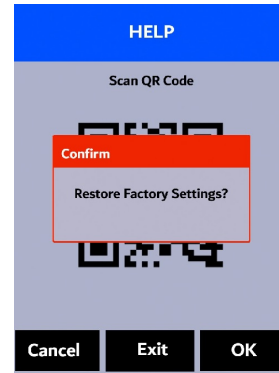 HELP
Scan QR Code
Confirm
Restore Factory Settings?
Cancel
Exit
OK